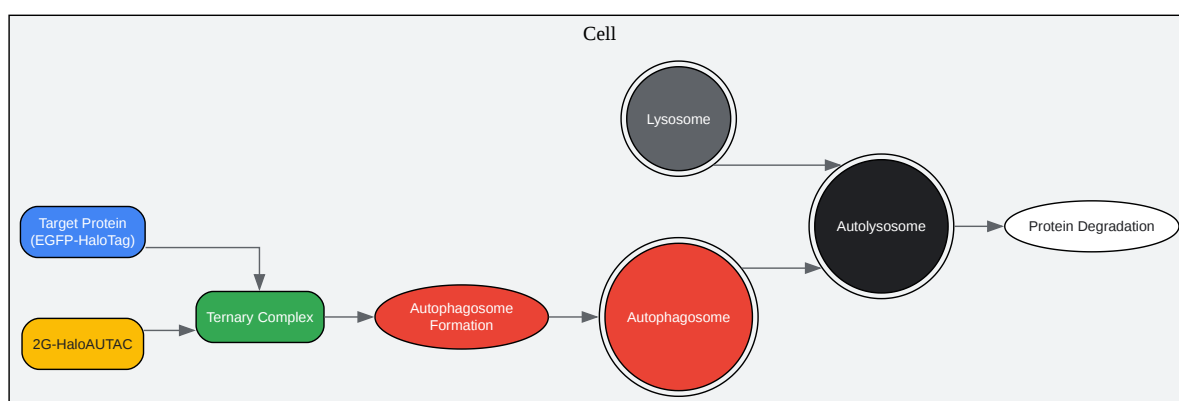 Cell
Lysosome
Target Protein
(EGFP-HaloTag)
Autolysosome
Protein Degradation
Ternary Complex
Autophagosome
Formation
Autophagosome
2G-HaloAUTAC